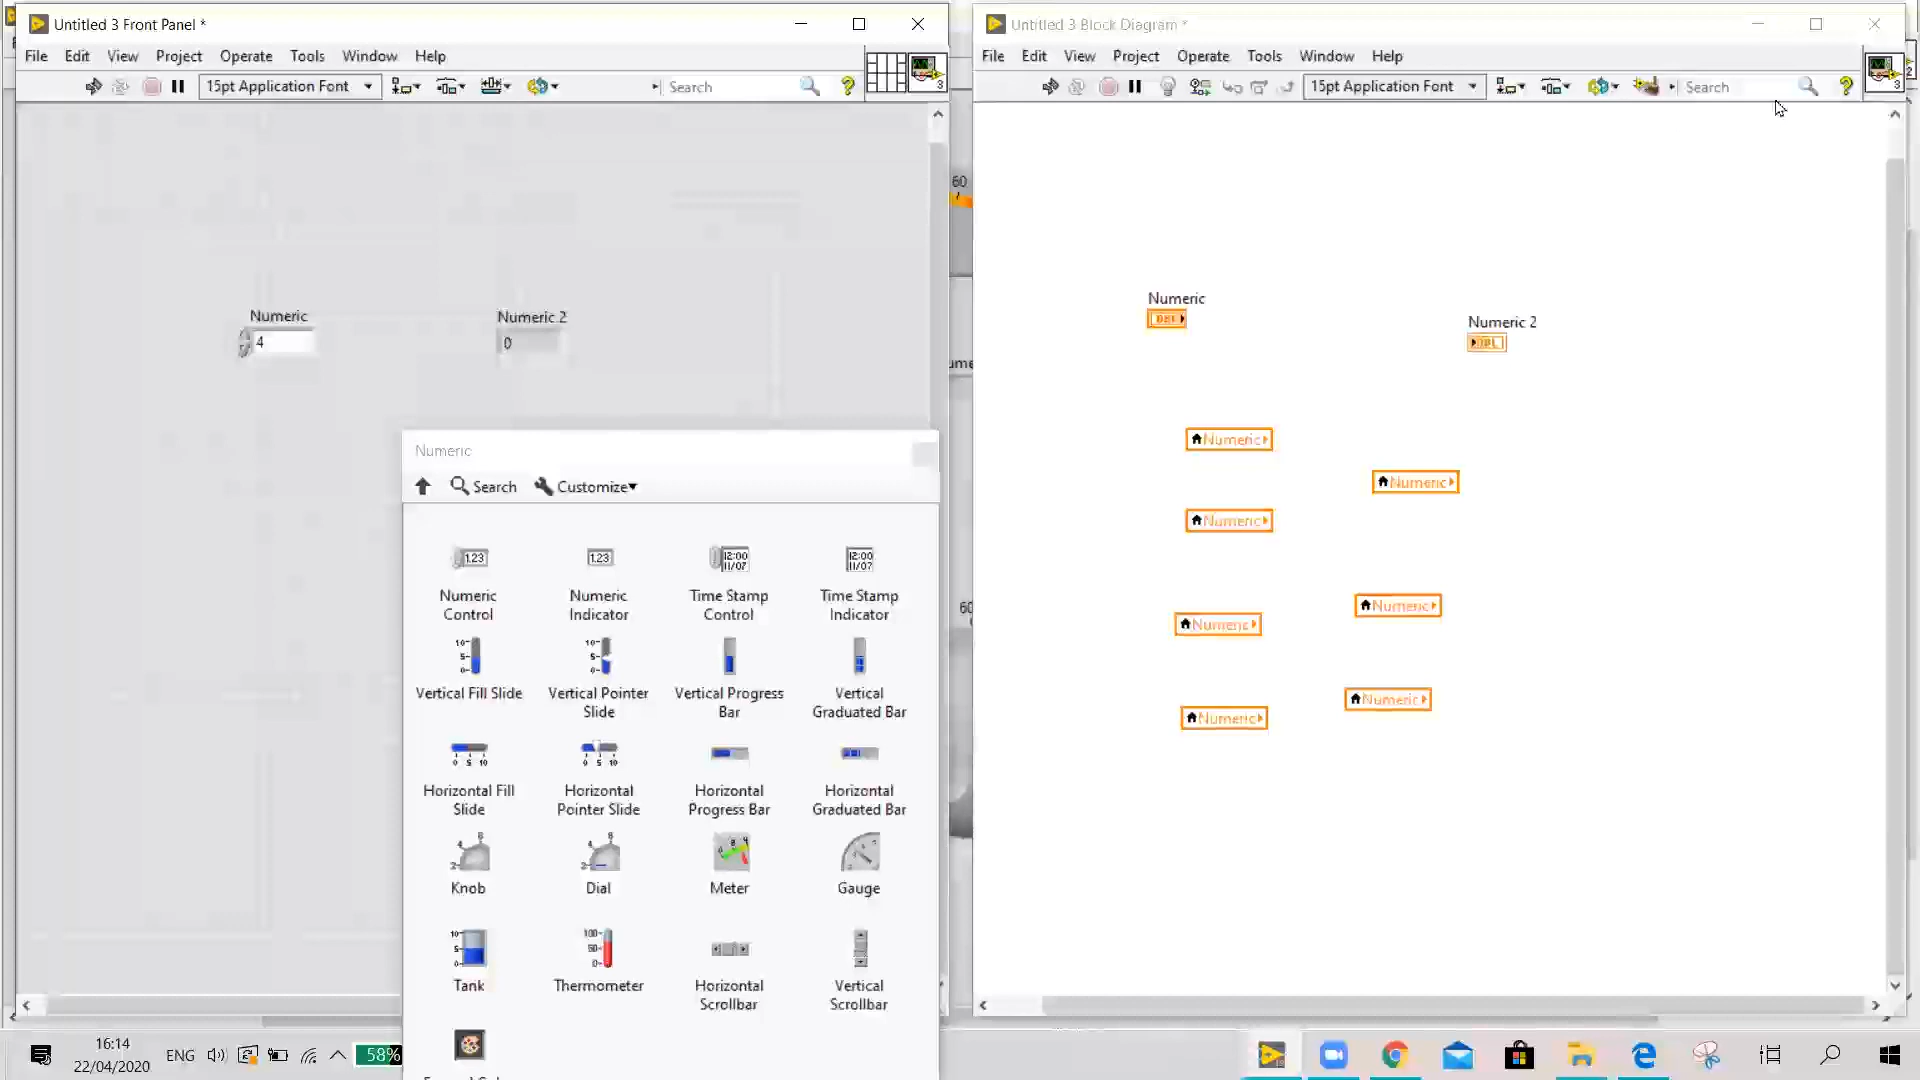 Untitled 3 Front Panel *
File Edit View Project Operate Tools Window Help
15pt Application Font Search
3
Numeric
4
Numeric 2
0
Numeric
Search Customize
Numeric Control
Numeric Indicator
Time Stamp Control
Time Stamp Indicator
Vertical Fill Slide
Vertical Pointer Slide
Vertical Progress Bar
Vertical Graduated Bar
Horizontal Fill Slide
Horizontal Pointer Slide
Horizontal Progress Bar
Horizontal Graduated Bar
Knob
Dial
Meter
Gauge
Tank
Thermometer
Horizontal Scrollbar
Vertical Scrollbar
60
60
Untitled 3 Block Diagram *
File Edit View Project Operate Tools Window Help
15pt Application Font Search
3
Numeric
Numeric 2
Numeric
Numeric
Numeric
Numeric
Numeric
Numeric
Numeric
16:14
22/04/2020
ENG
58%